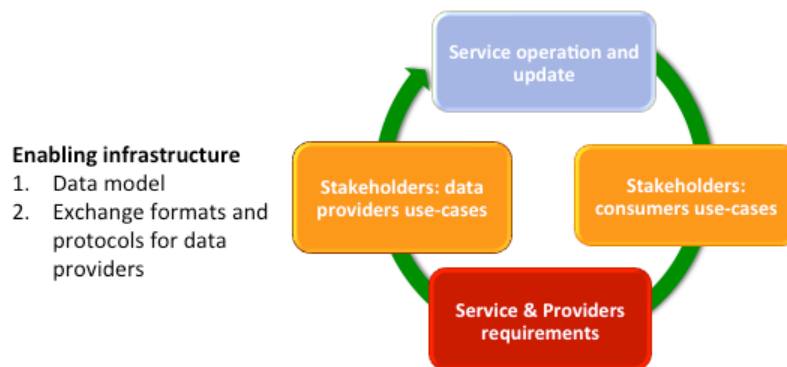 Service operation and
update
Enabling infrastructure
1. Data model
2. Exchange formats and
protocols for data
providers
Stakeholders: data
providers use-cases
Stakeholders:
consumers use-cases
Service & Providers
requirements